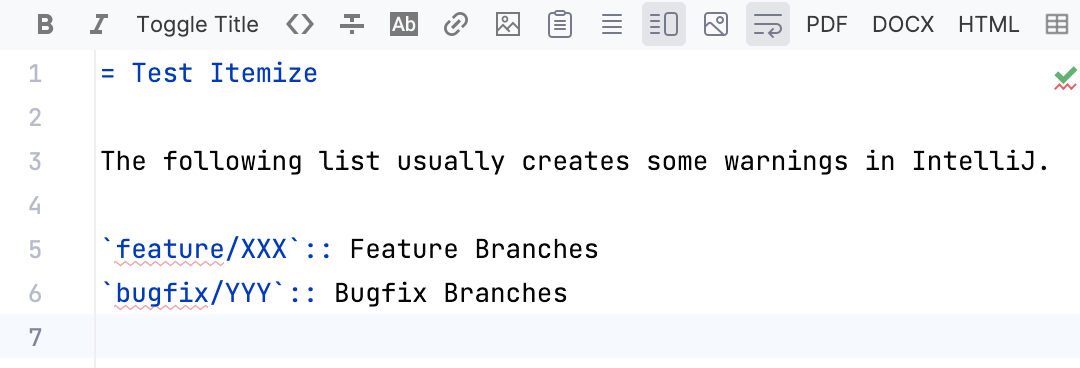 B I Toggle Title <> T Ab PDF DOCX HTML
1 = Test Itemize
2
3 The following list usually creates some warnings in IntelliJ.
4
5 `feature/XXX`:: Feature Branches
6 `bugfix/YYY`:: Bugfix Branches
7